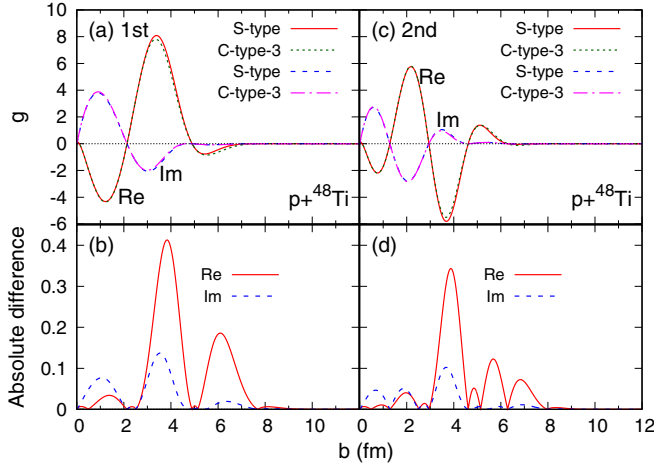 (a) 1st
S-type
C-type-3
S-type
C-type-3
Re
Im
p+⁴⁸Ti
g
10
8
6
4
2
0
-2
-4
-6
(c) 2nd
S-type
C-type-3
S-type
C-type-3
Re
Im
p+⁴⁸Ti
(b)
Re
Im
Absolute difference
0.4
0.3
0.2
0.1
0
0 2 4 6 8 10
(d)
Re
Im
0 2 4 6 8 10 12
b (fm)